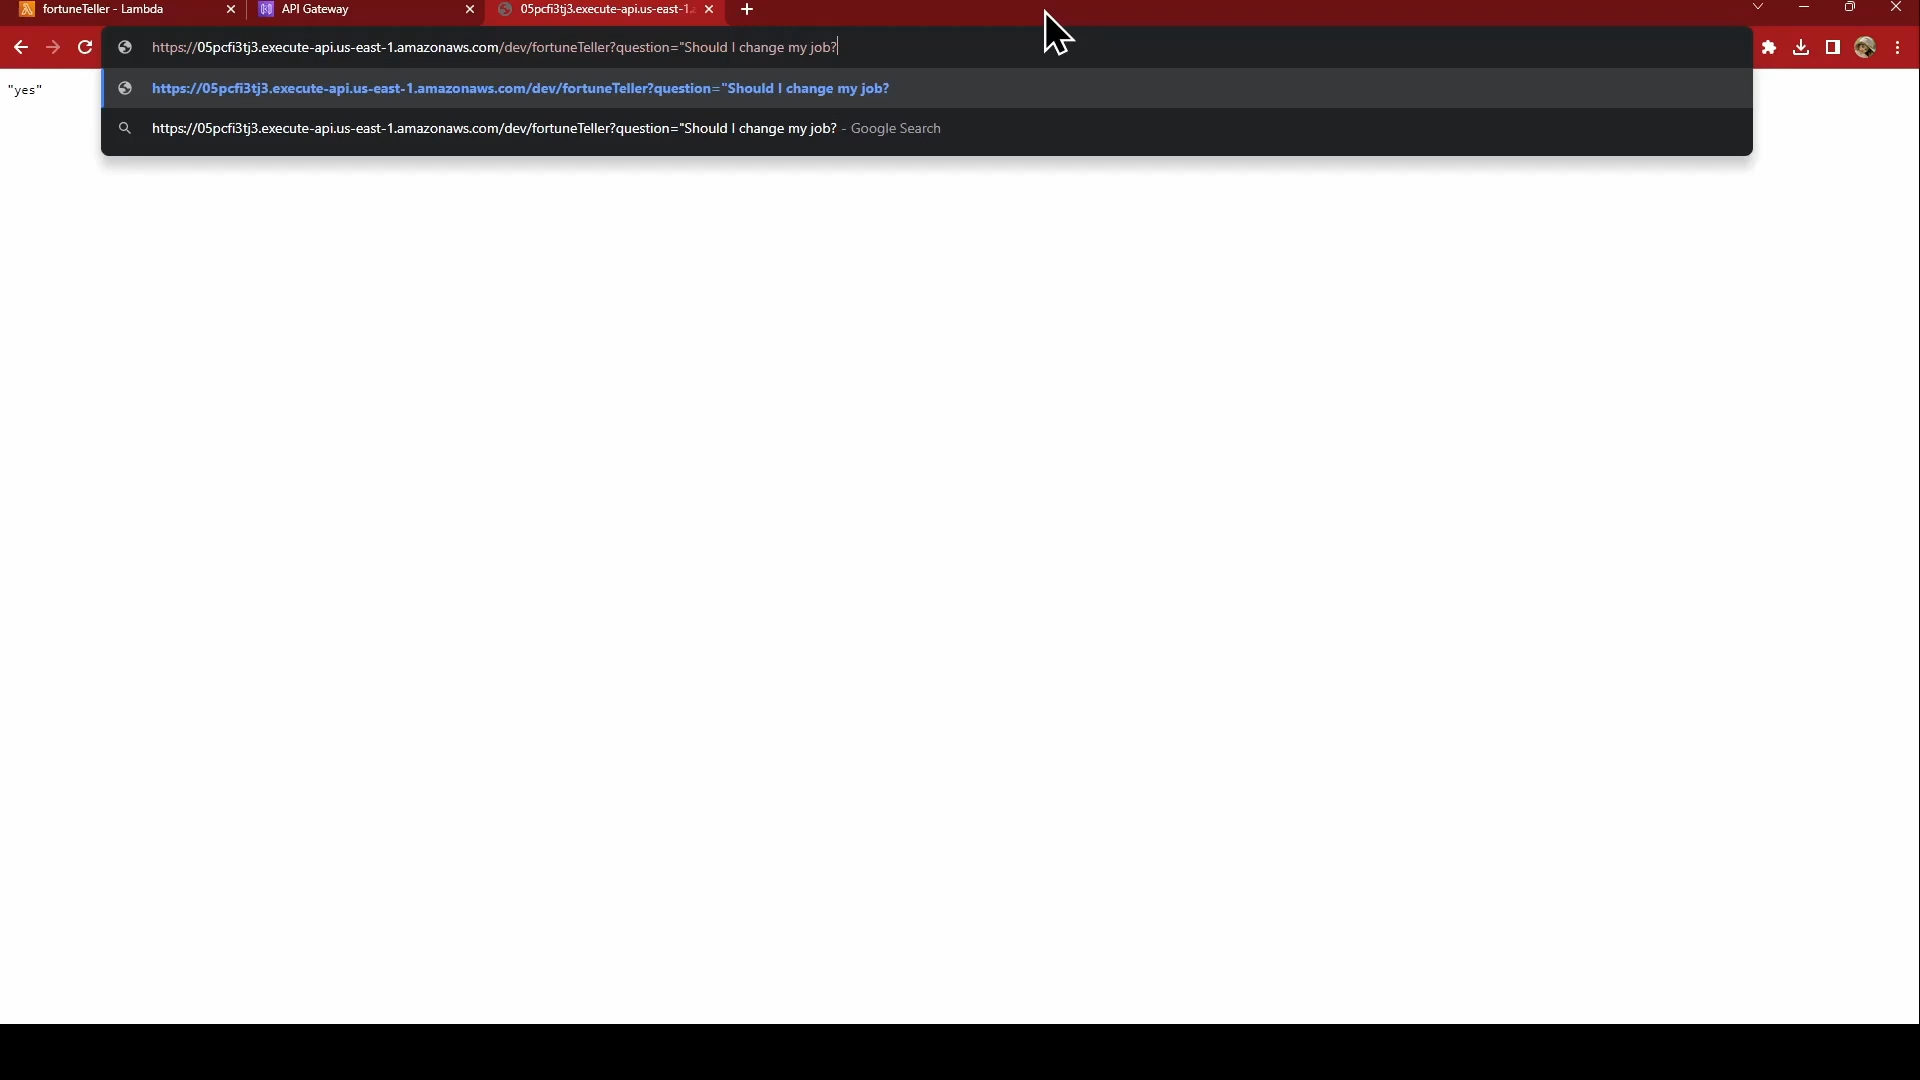 fortuneTeller - Lambda
API Gateway
05pcfi3tj3.execute-api.us-east-1.
https://05pcfi3tj3.execute-api.us-east-1.amazonaws.com/dev/fortuneTeller?question="Should I change my job?
"yes"
https://05pcfi3tj3.execute-api.us-east-1.amazonaws.com/dev/fortuneTeller?question="Should I change my job?
https://05pcfi3tj3.execute-api.us-east-1.amazonaws.com/dev/fortuneTeller?question="Should I change my job? - Google Search